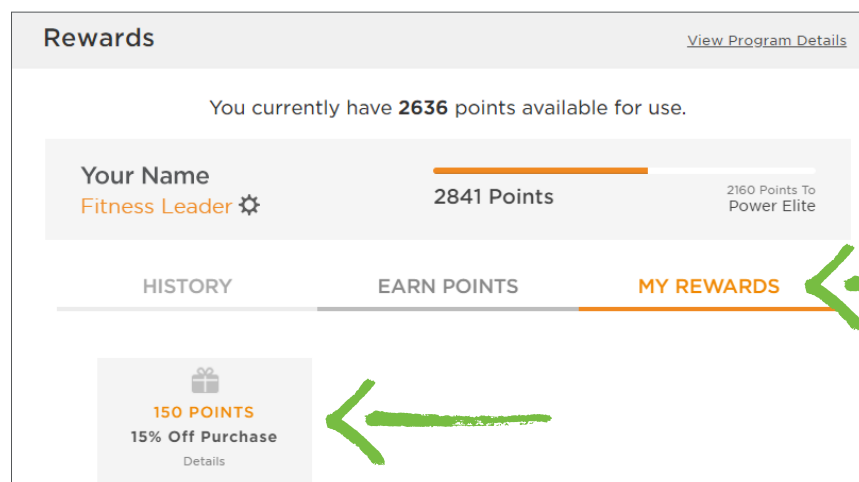 Rewards
View Program Details
You currently have 2636 points available for use.
Your Name
Fitness Leader
2841 Points
2160 Points To
Power Elite
HISTORY
EARN POINTS
MY REWARDS
150 POINTS
15% Off Purchase
Details